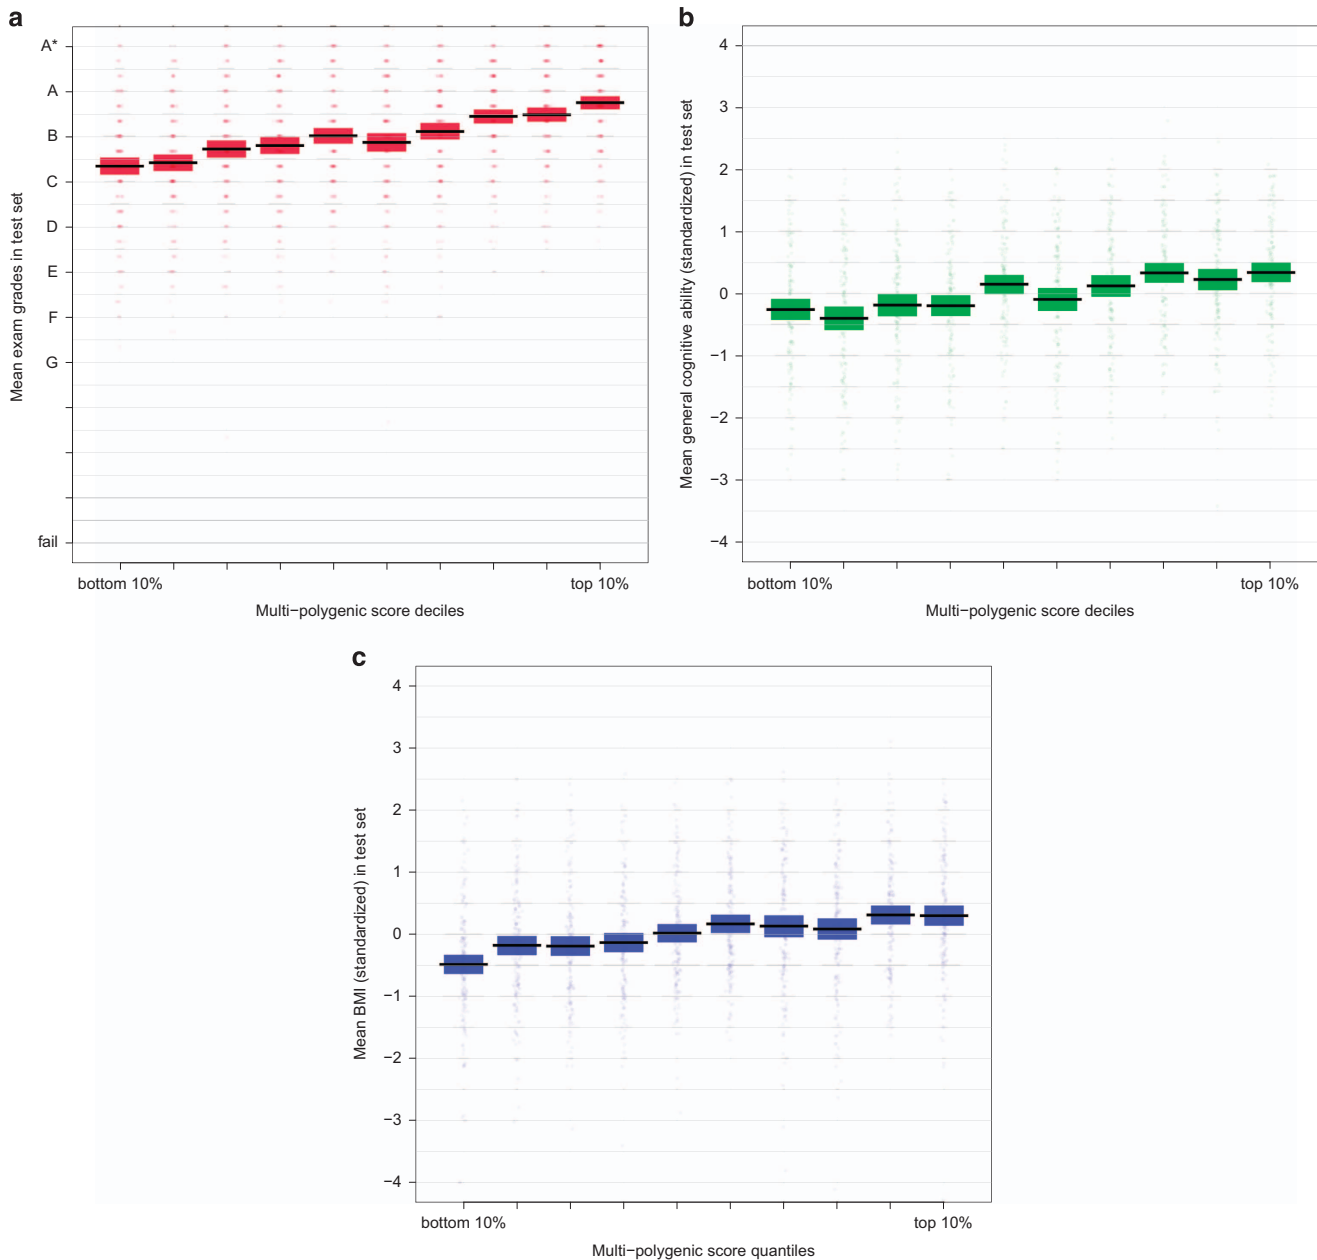 a
Mean exam grades in test set
A*
A
B
C
D
E
F
G
fail
bottom 10%
top 10%
Multi−polygenic score deciles
b
Mean general cognitive ability (standardized) in test set
4
3
2
1
0
−1
−2
−3
−4
bottom 10%
top 10%
Multi−polygenic score deciles
c
Mean BMI (standardized) in test set
4
3
2
1
0
−1
−2
−3
−4
bottom 10%
top 10%
Multi−polygenic score quantiles